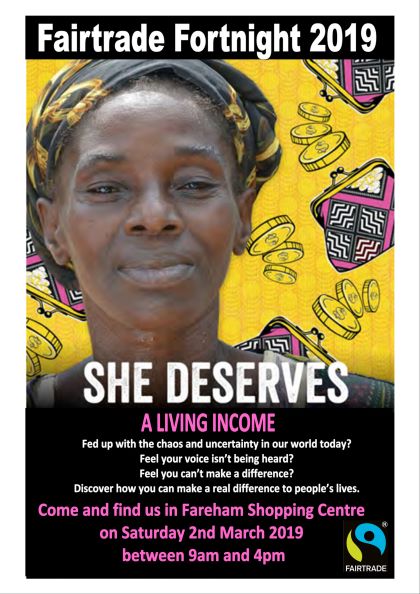 Fairtrade Fortnight 2019
SHE DESERVES
A LIVING INCOME
Fed up with the chaos and uncertainty in our world today?
Feel your voice isn't being heard?
Feel you can't make a difference?
Discover how you can make a real difference to people's lives.
Come and find us in Fareham Shopping Centre
on Saturday 2nd March 2019
between 9am and 4pm
®
FAIRTRADE